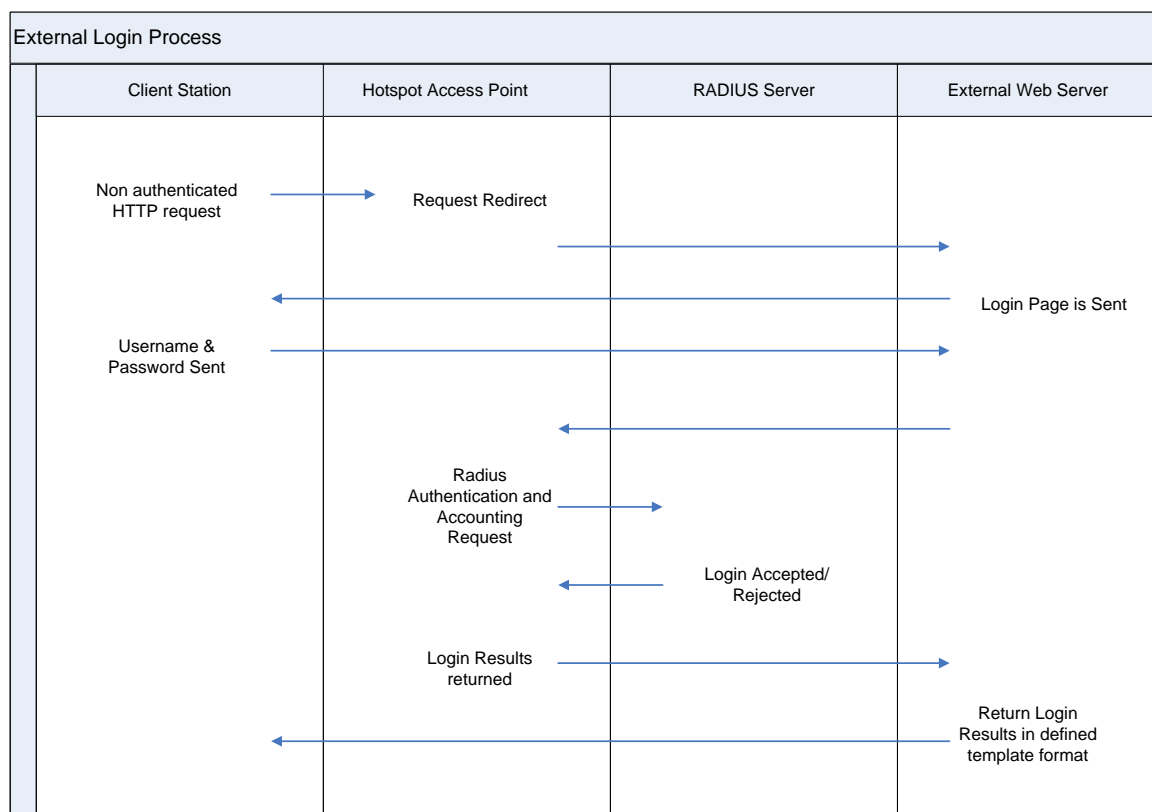 External Login Process
Client Station
Hotspot Access Point
RADIUS Server
External Web Server
Non authenticated
HTTP request
Request Redirect
Login Page is Sent
Username &
Password Sent
Radius
Authentication and
Accounting
Request
Login Accepted/
Rejected
Login Results
returned
Return Login
Results in defined
template format